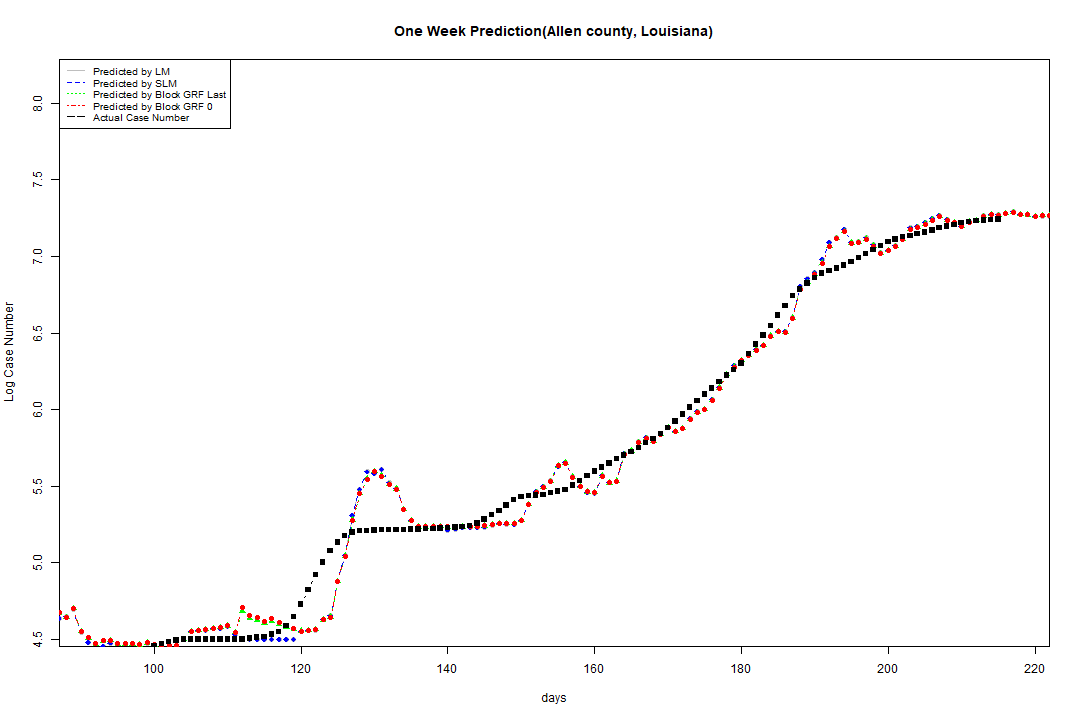 One Week Prediction(Allen county, Louisiana)
Predicted by LM
Predicted by SLM
Predicted by Block GRF Last
Predicted by Block GRF 0
Actual Case Number
Log Case Number
8.0
7.5
7.0
6.5
6.0
5.5
5.0
4.5
100 120 140 160 180 200 220
days